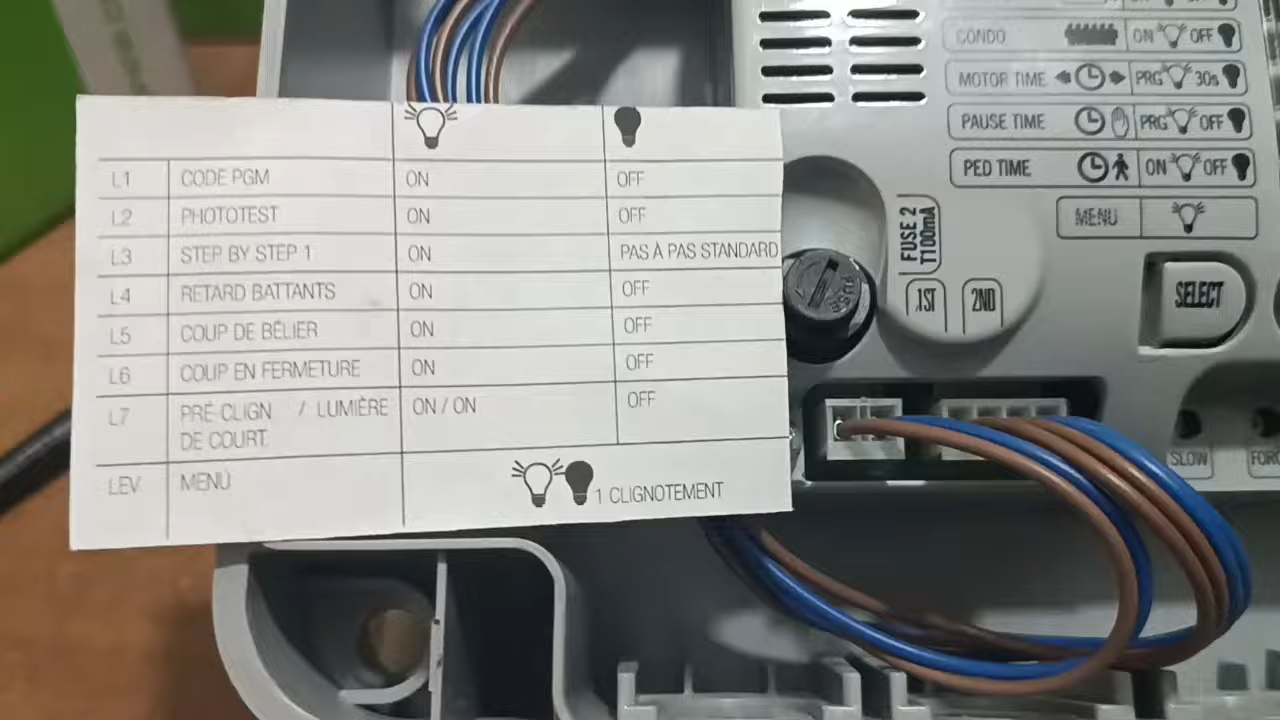 L1 CODE PGM ON OFF
L2 PHOTOTEST ON OFF
L3 STEP BY STEP 1 ON PAS À PAS STANDARD
L4 RETARD BATTANTS ON OFF
L5 COUP DE BÉLIER ON OFF
L6 COUP EN FERMETURE ON OFF
L7 PRÉ-CLIGN / LUMIÈRE ON / ON OFF
DE COURT.
LEV MENÙ 1 CLIGNOTEMENT
CONDO ON OFF
MOTOR TIME PRG 30s
PAUSE TIME PRG OFF
PED TIME ON OFF
MENU
FUSE 2
T100mA
1ST 2ND
SELECT
SLOW